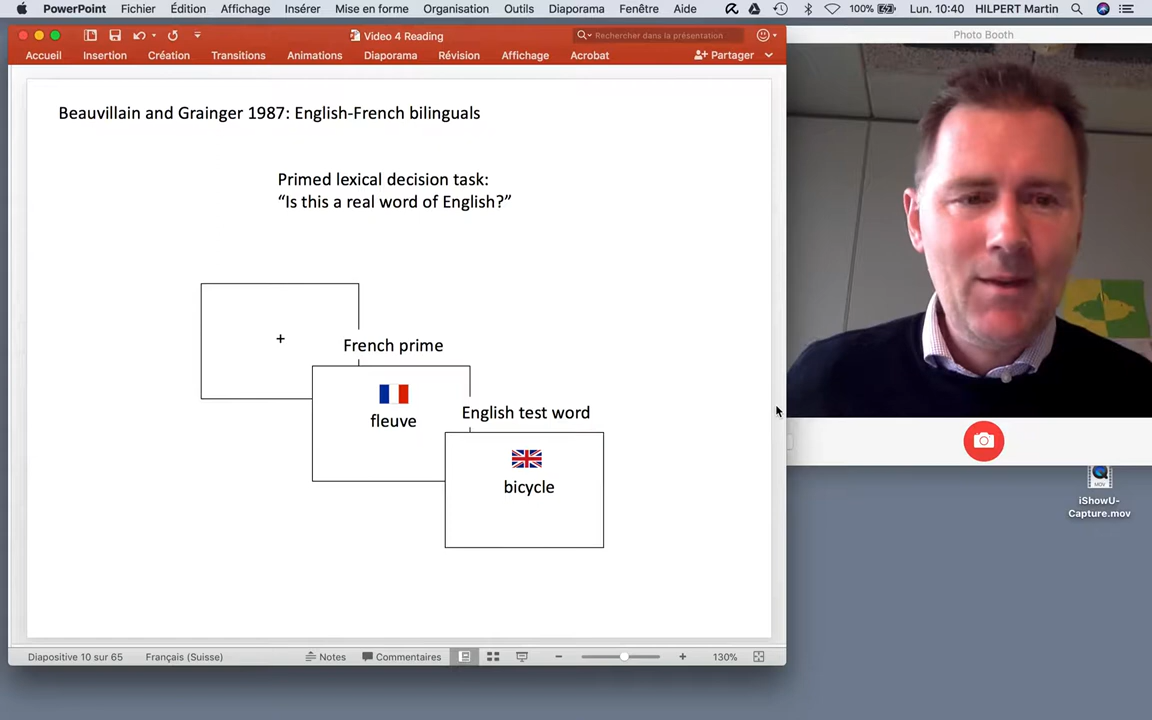 PowerPoint Fichier Édition Affichage Insérer Mise en forme Organisation Outils Diaporama Fenêtre Aide 100% Lun. 10:40 HILPERT Martin
Video 4 Reading
Rechercher dans la présentation
Photo Booth
Accueil Insertion Création Transitions Animations Diaporama Révision Affichage Acrobat Partager
Beauvillain and Grainger 1987: English-French bilinguals
Primed lexical decision task:
“Is this a real word of English?”
+
French prime
fleuve
English test word
bicycle
MOV
iShowU-
Capture.mov
Diapositive 10 sur 65 Français (Suisse) Notes Commentaires 130%